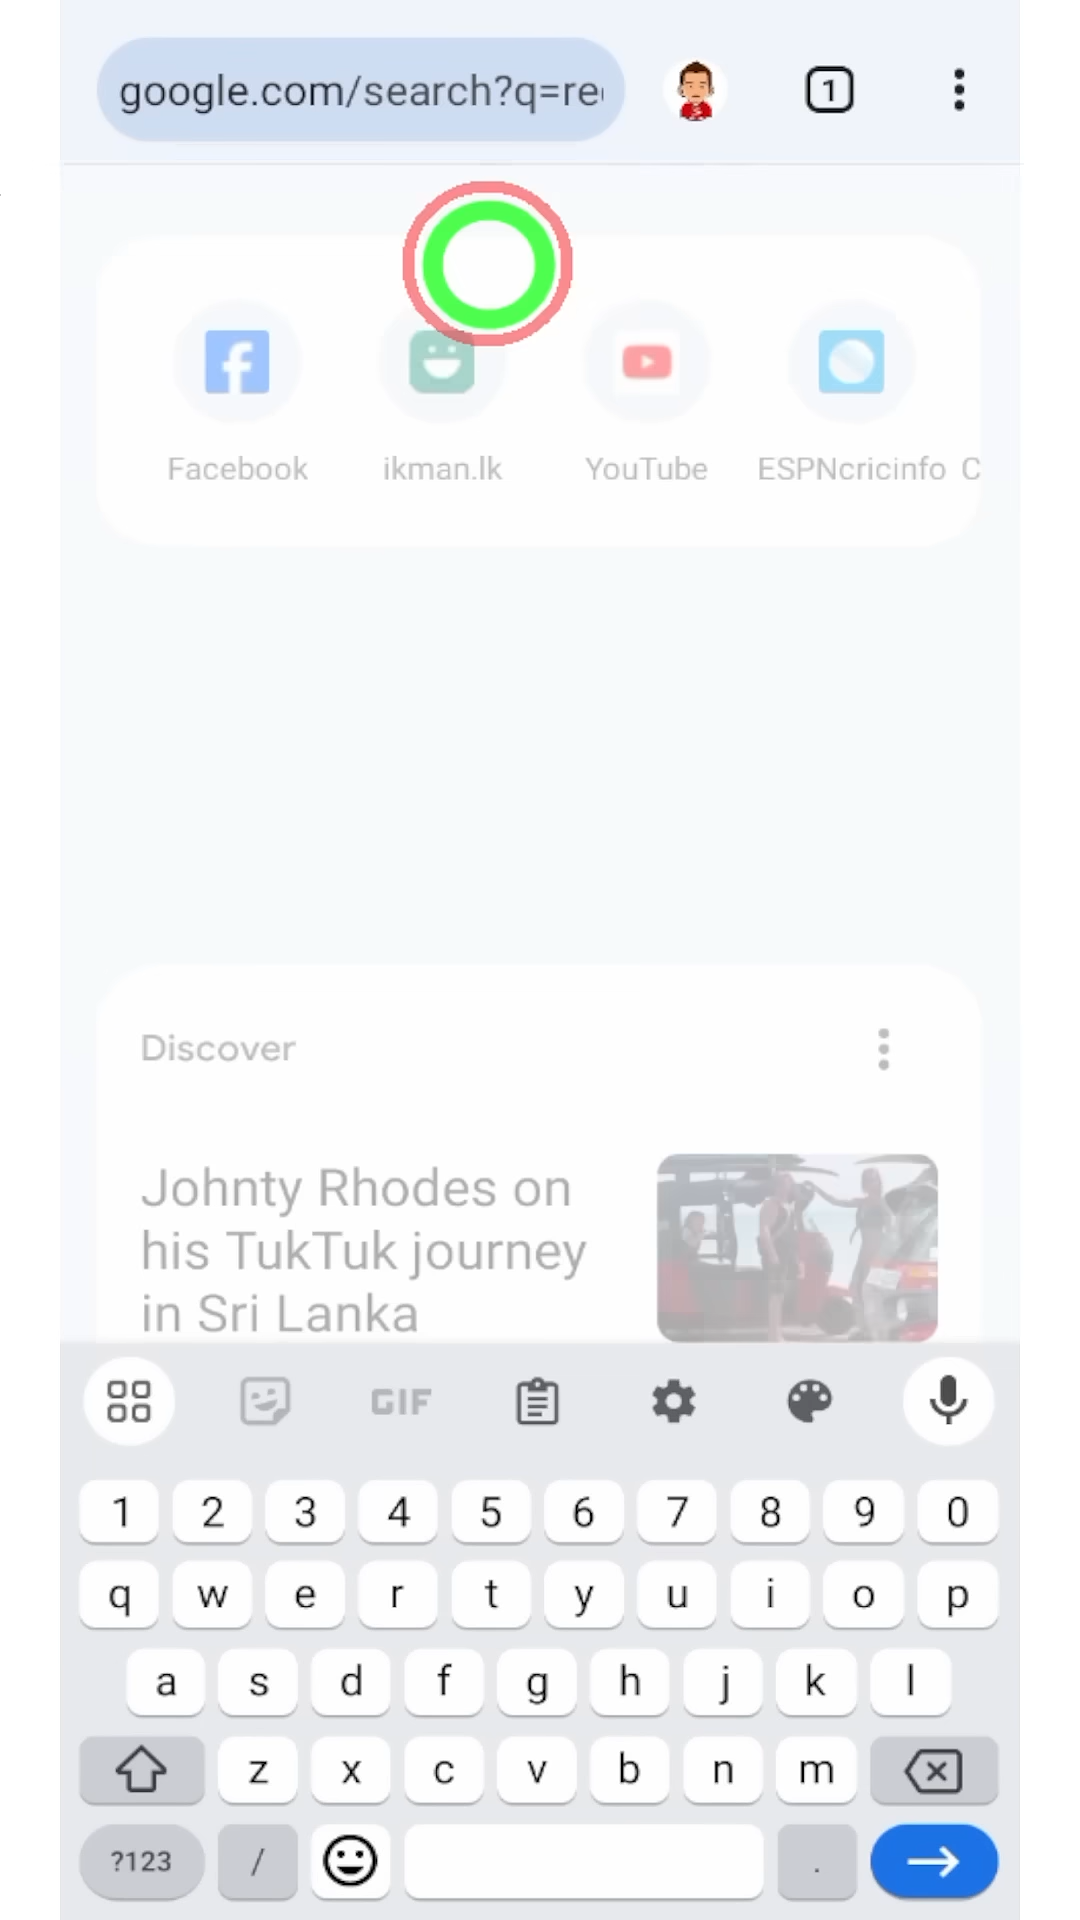 google.com/search?q=re
1
Facebook
ikman.lk
YouTube
ESPNcricinfo C
Discover
Johnty Rhodes on
his TukTuk journey
in Sri Lanka
GIF
1 2 3 4 5 6 7 8 9 0
q w e r t y u i o p
a s d f g h j k l
z x c v b n m
?123 / .